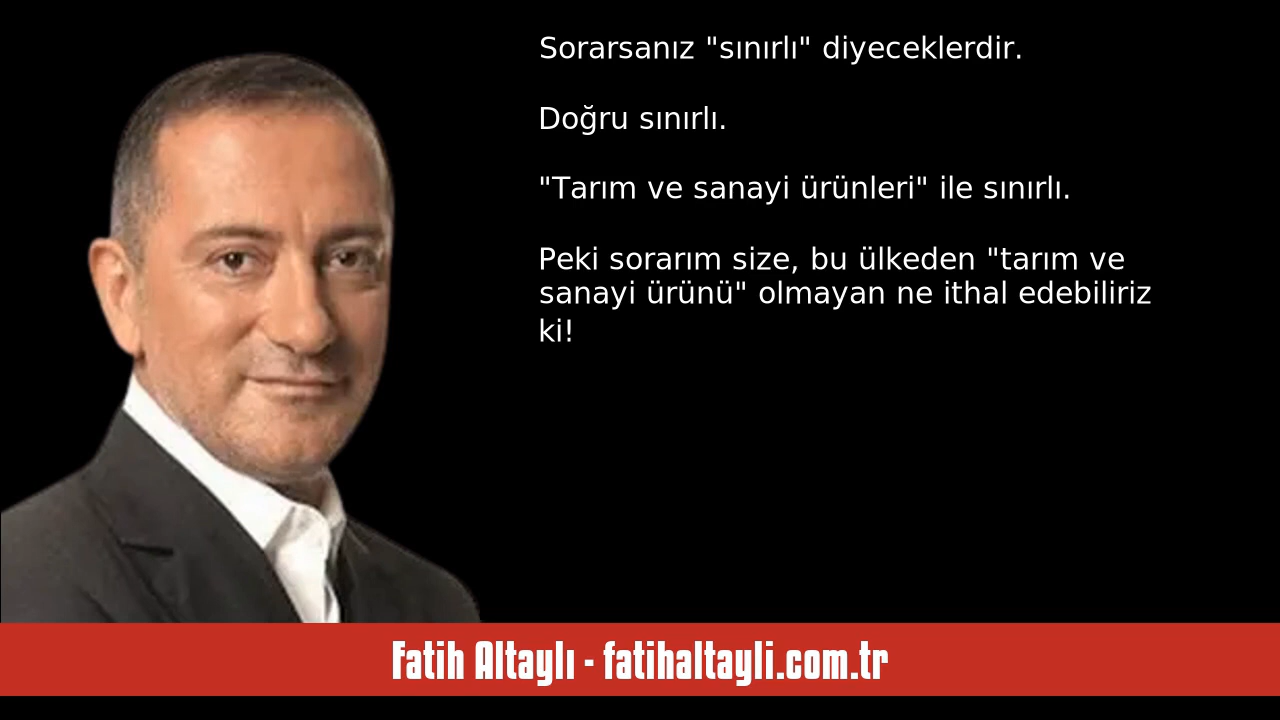 Sorarsanız "sınırlı" diyeceklerdir.
Doğru sınırlı.
"Tarım ve sanayi ürünleri" ile sınırlı.
Peki sorarım size, bu ülkeden "tarım ve
sanayi ürünü" olmayan ne ithal edebiliriz
ki!
Fatih Altaylı - fatihaltayli.com.tr